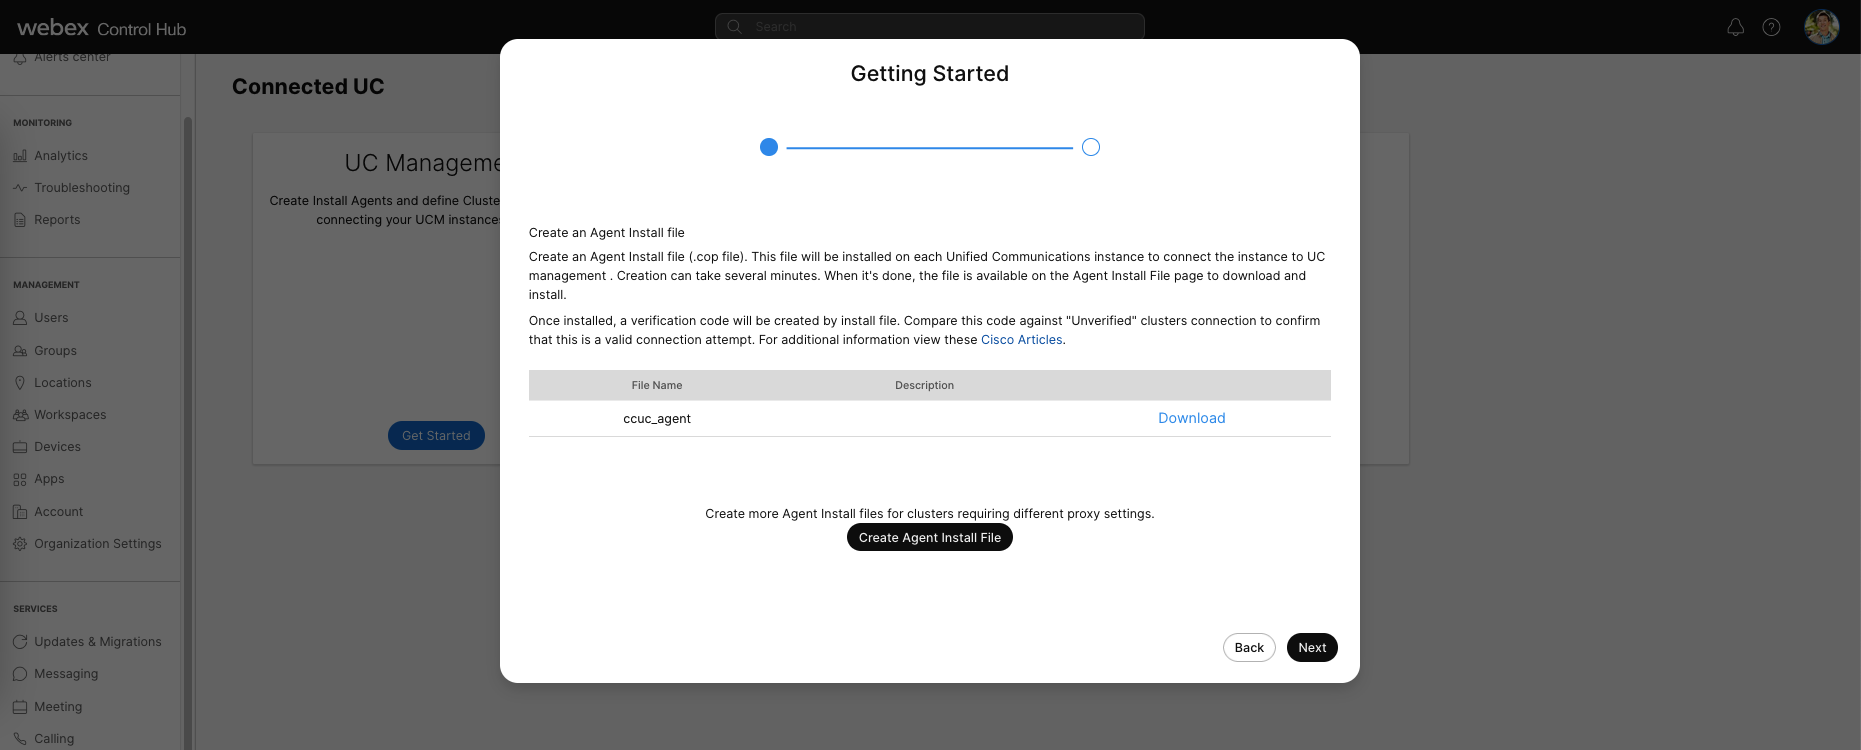 webex Control Hub
Search
Alerts center
Connected UC
MONITORING
Analytics
Troubleshooting
Reports
MANAGEMENT
Users
Groups
Locations
Workspaces
Devices
Apps
Account
Organization Settings
SERVICES
Updates & Migrations
Messaging
Meeting
Calling
UC Manageme
Create Install Agents and define Cluste
connecting your UCM instances
Get Started
Getting Started
Create an Agent Install file
Create an Agent Install file (.cop file). This file will be installed on each Unified Communications instance to connect the instance to UC
management . Creation can take several minutes. When it's done, the file is available on the Agent Install File page to download and
install.
Once installed, a verification code will be created by install file. Compare this code against "Unverified" clusters connection to confirm
that this is a valid connection attempt. For additional information view these Cisco Articles.
File Name Description
ccuc_agent Download
Create more Agent Install files for clusters requiring different proxy settings.
Create Agent Install File
Back Next